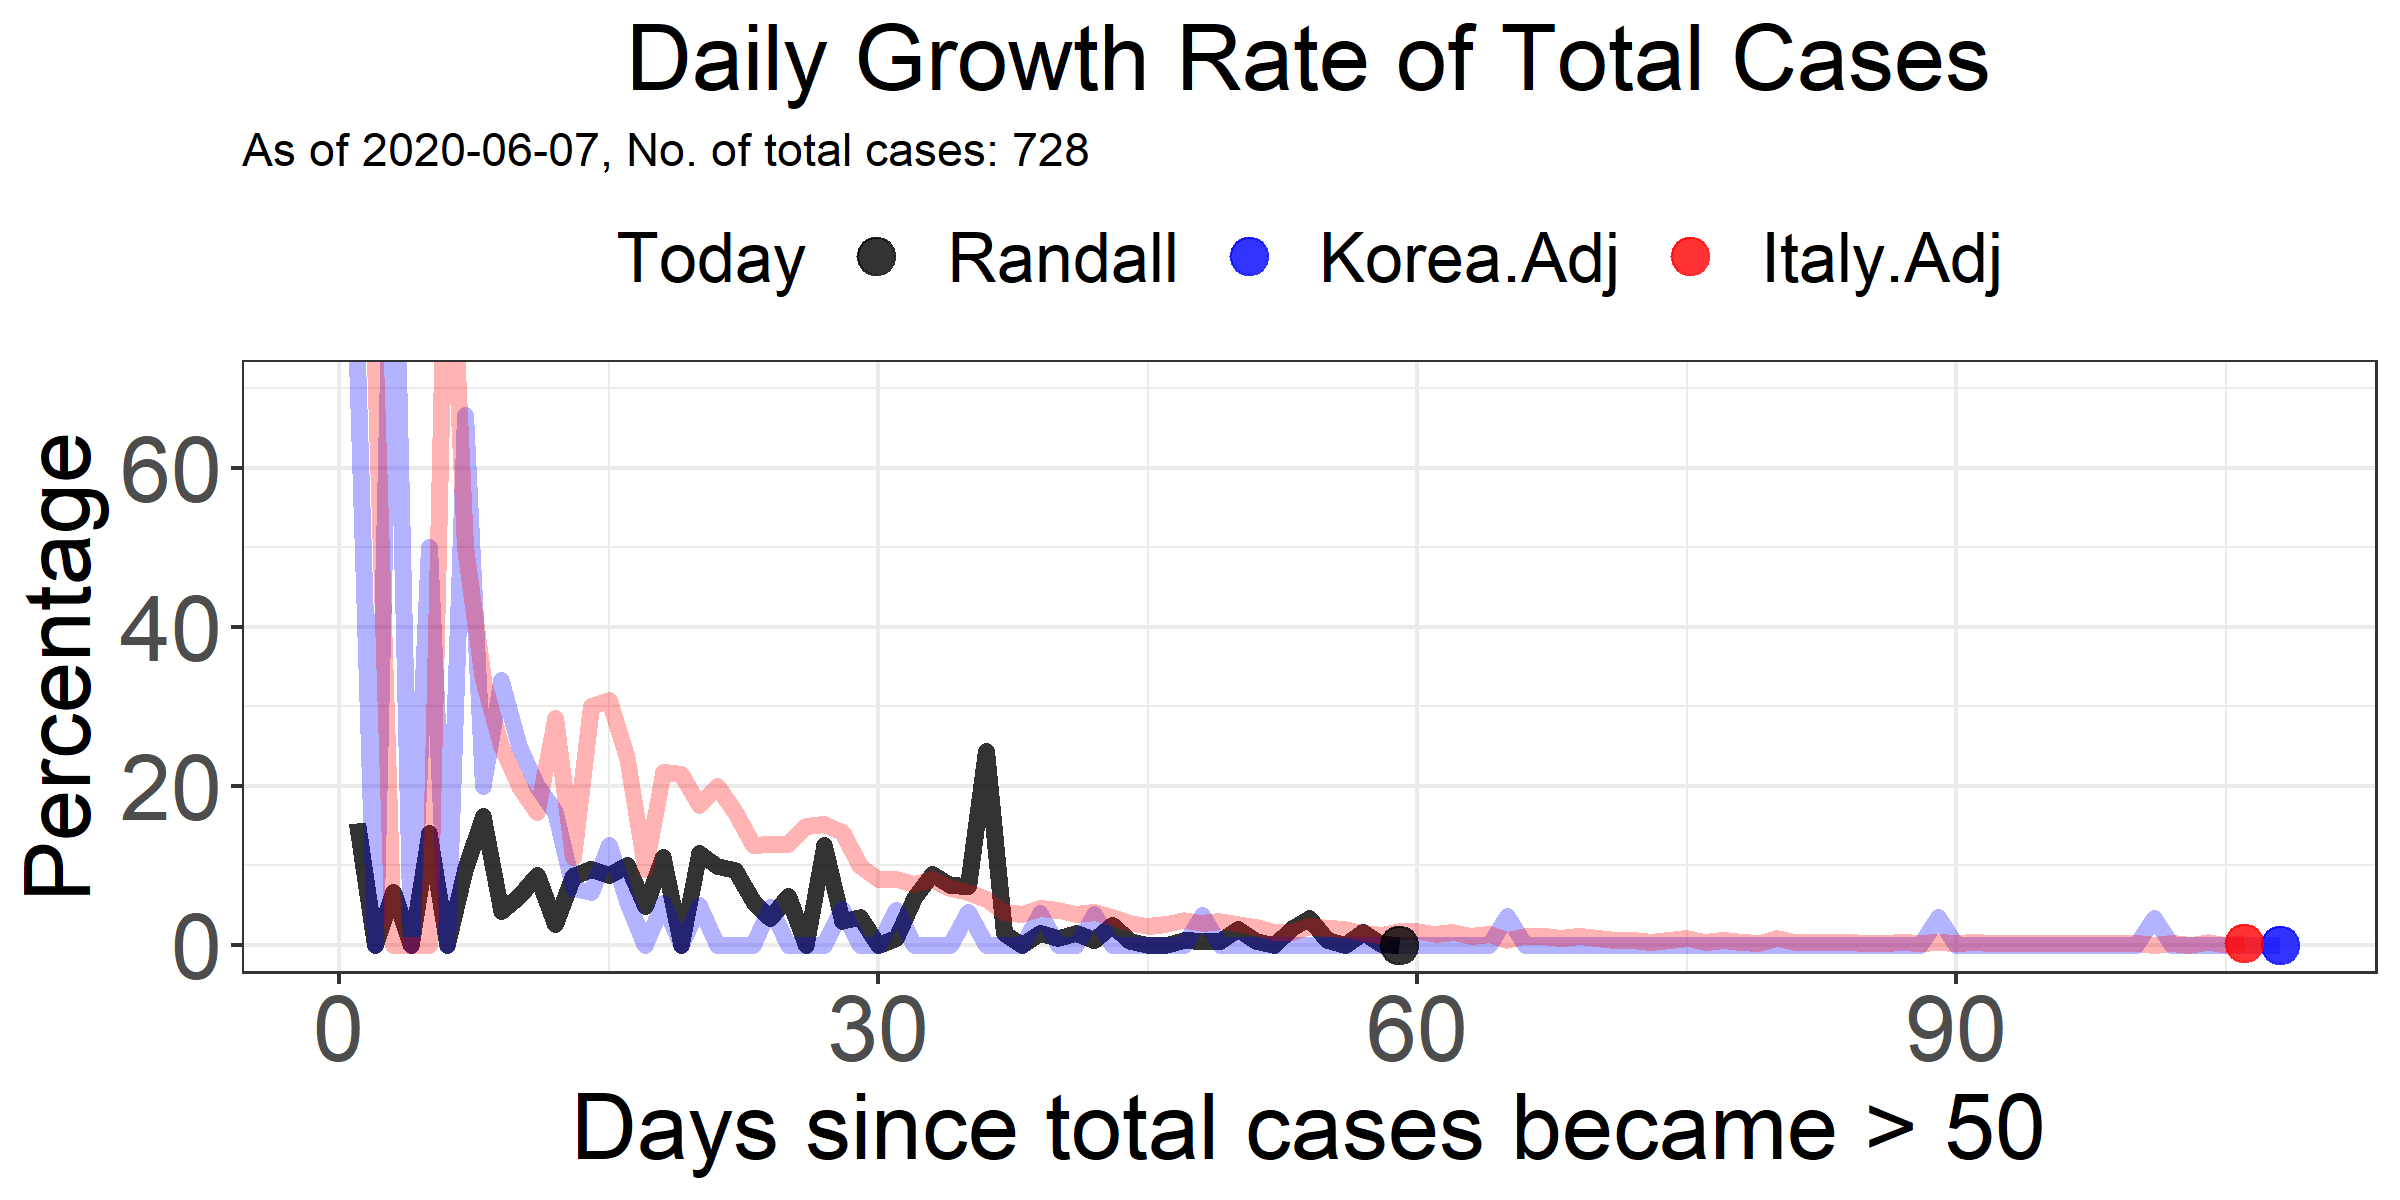 Daily Growth Rate of Total Cases
As of 2020-06-07, No. of total cases: 728
Today Randall Korea.Adj Italy.Adj
Percentage
60
40
20
0
0 30 60 90
Days since total cases became > 50